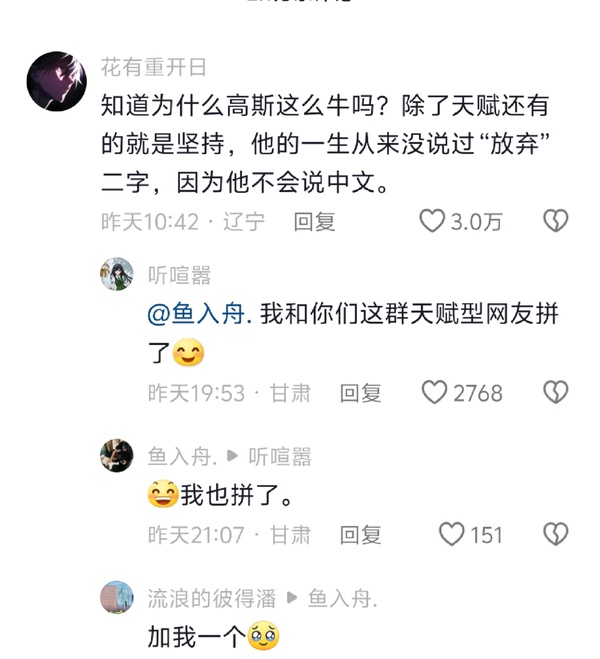 花有重开日
知道为什么高斯这么牛吗？除了天赋还有
的就是坚持，他的一生从来没说过“放弃”
二字，因为他不会说中文。
昨天10:42 · 辽宁 回复 3.0万
听喧嚣
@鱼入舟. 我和你们这群天赋型网友拼
了
昨天19:53 · 甘肃 回复 2768
鱼入舟. 听喧嚣
我也拼了。
昨天21:07 · 甘肃 回复 151
流浪的彼得潘 鱼入舟.
加我一个